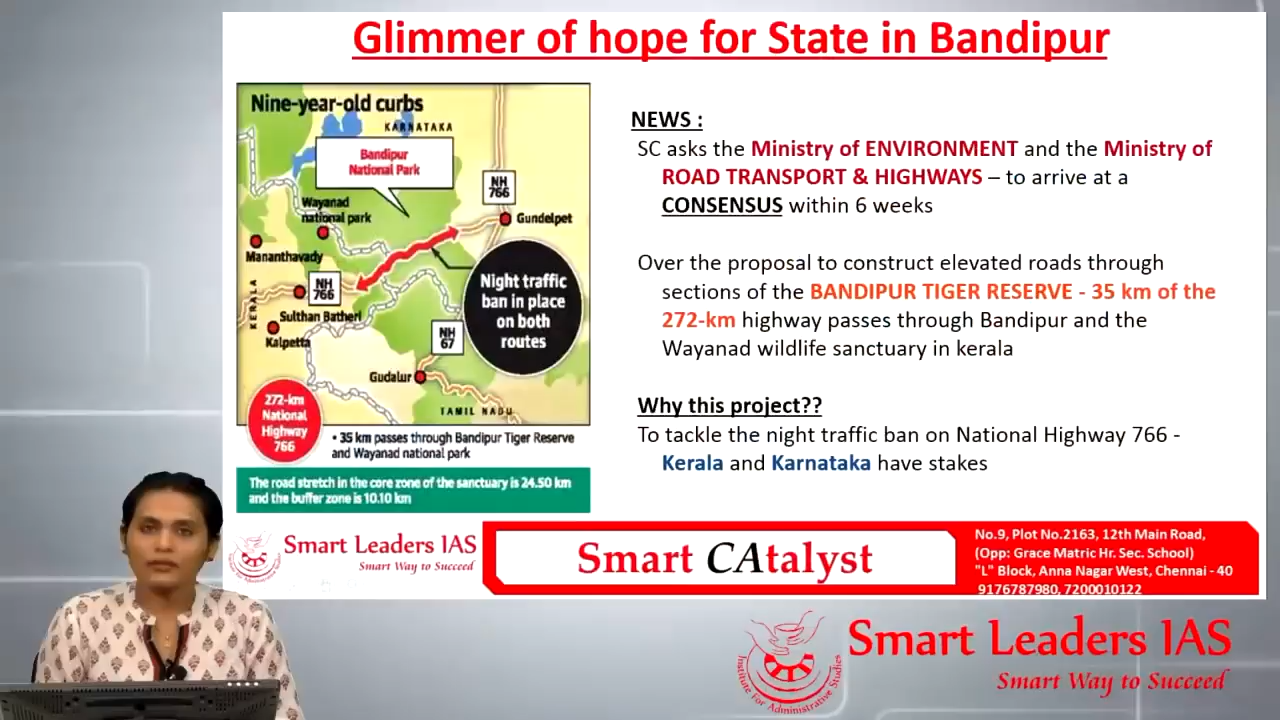 Glimmer of hope for State in Bandipur
Nine-year-old curbs
KARNATAKA
Bandipur
National Park
NH
766
Wayanad
national park
Gundelpet
Mananthavady
NH
766
KERALA
Sulthan Batheri
Kalpetta
Night traffic
ban in place
on both
routes
NH
67
Gudalur
TAMIL NADU
272-km
National
Highway
766
• 35 km passes through Bandipur Tiger Reserve
and Wayanad national park
The road stretch in the core zone of the sanctuary is 24.50 km
and the buffer zone is 10.10 km
NEWS :
SC asks the Ministry of ENVIRONMENT and the Ministry of
ROAD TRANSPORT & HIGHWAYS – to arrive at a
CONSENSUS within 6 weeks
Over the proposal to construct elevated roads through
sections of the BANDIPUR TIGER RESERVE - 35 km of the
272-km highway passes through Bandipur and the
Wayanad wildlife sanctuary in kerala
Why this project??
To tackle the night traffic ban on National Highway 766 -
Kerala and Karnataka have stakes
Smart Leaders IAS
Smart Way to Succeed
Smart CAtalyst
No.9, Plot No.2163, 12th Main Road,
(Opp: Grace Matric Hr. Sec. School)
"L" Block, Anna Nagar West, Chennai - 40
9176787980, 7200010122
Institute For Administrative Studies
Smart Leaders IAS
Smart Way to Succeed